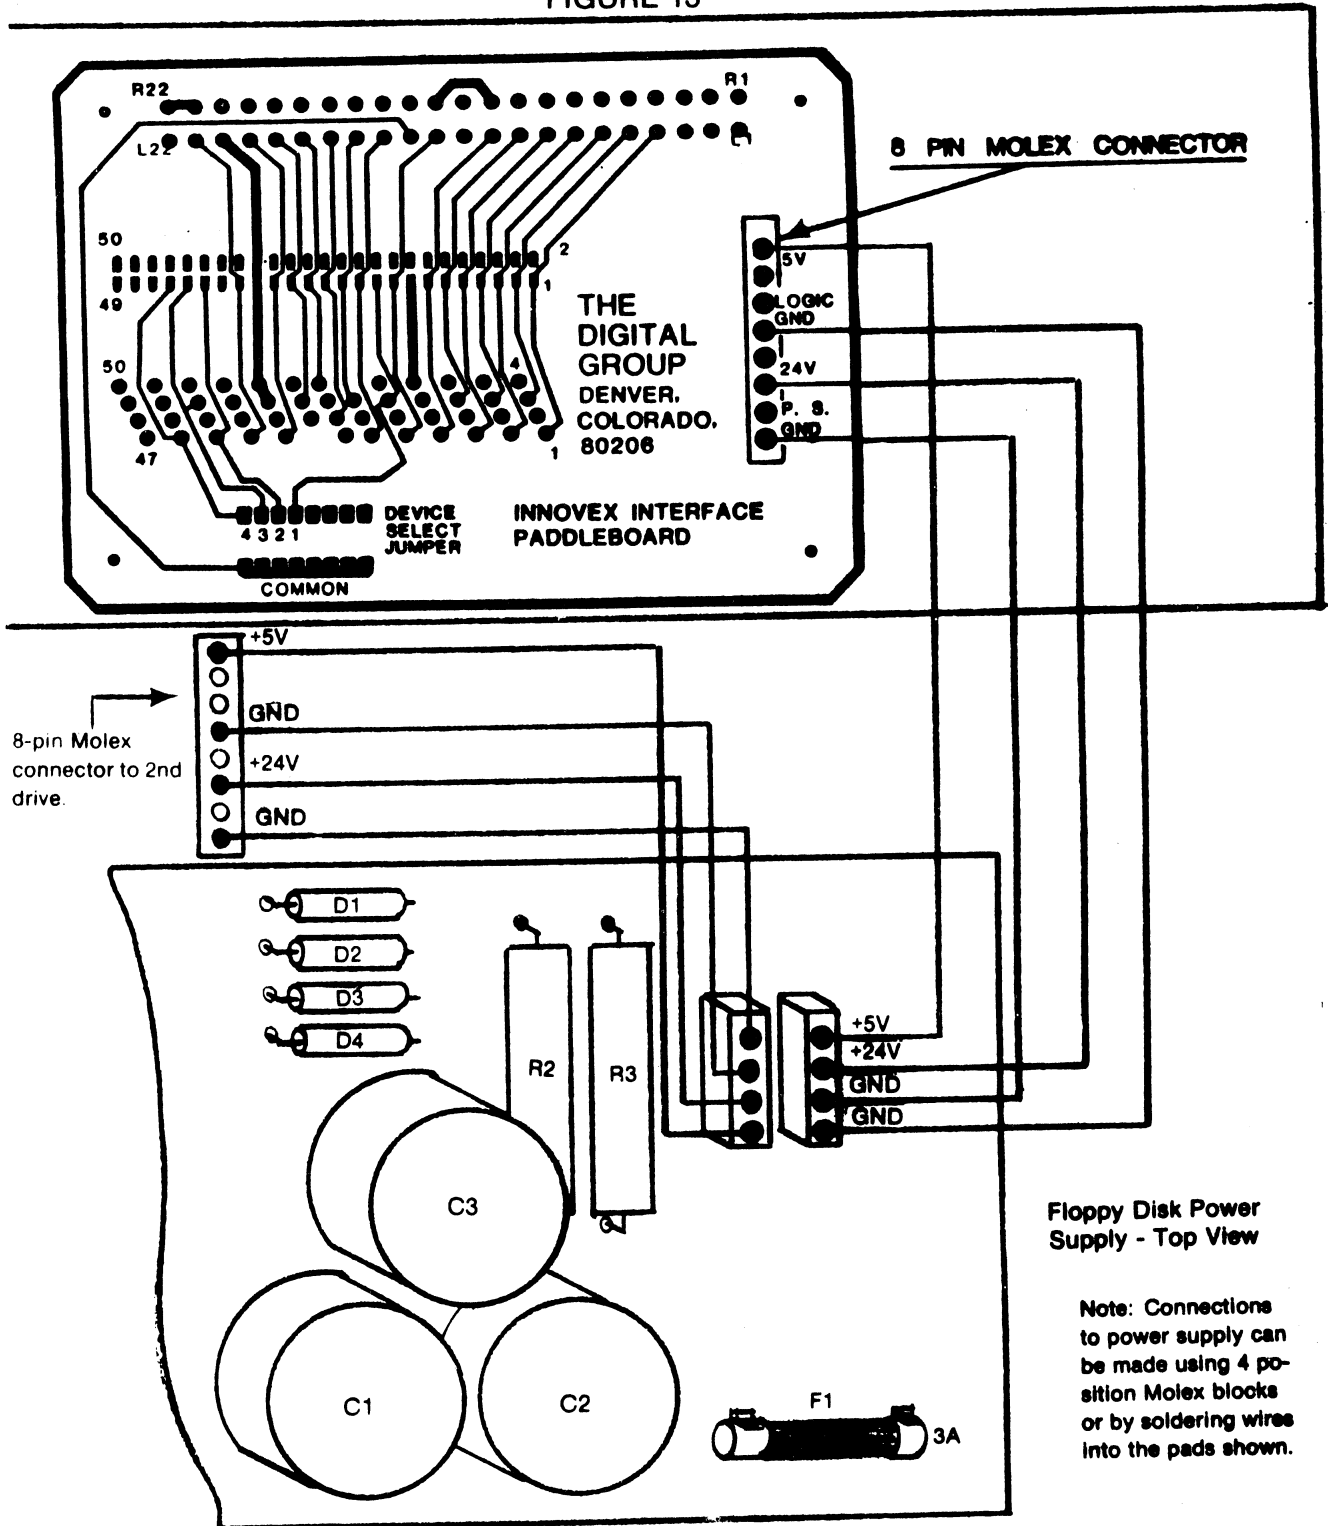 FIGURE 13
R22
R1
L22
L1
8 PIN MOLEX CONNECTOR
50
2
49
1
5V
LOGIC
GND
24V
P. S.
GND
THE
DIGITAL
GROUP
DENVER,
COLORADO,
80206
50
4
47
1
4 3 2 1
DEVICE
SELECT
JUMPER
INNOVEX INTERFACE
PADDLEBOARD
COMMON
+5V
GND
+24V
GND
8-pin Molex
connector to 2nd
drive.
D1
D2
D3
D4
R2
R3
+5V
+24V
GND
GND
C3
C1
C2
F1
3A
Floppy Disk Power
Supply - Top View
Note: Connections
to power supply can
be made using 4 po-
sition Molex blocks
or by soldering wires
into the pads shown.